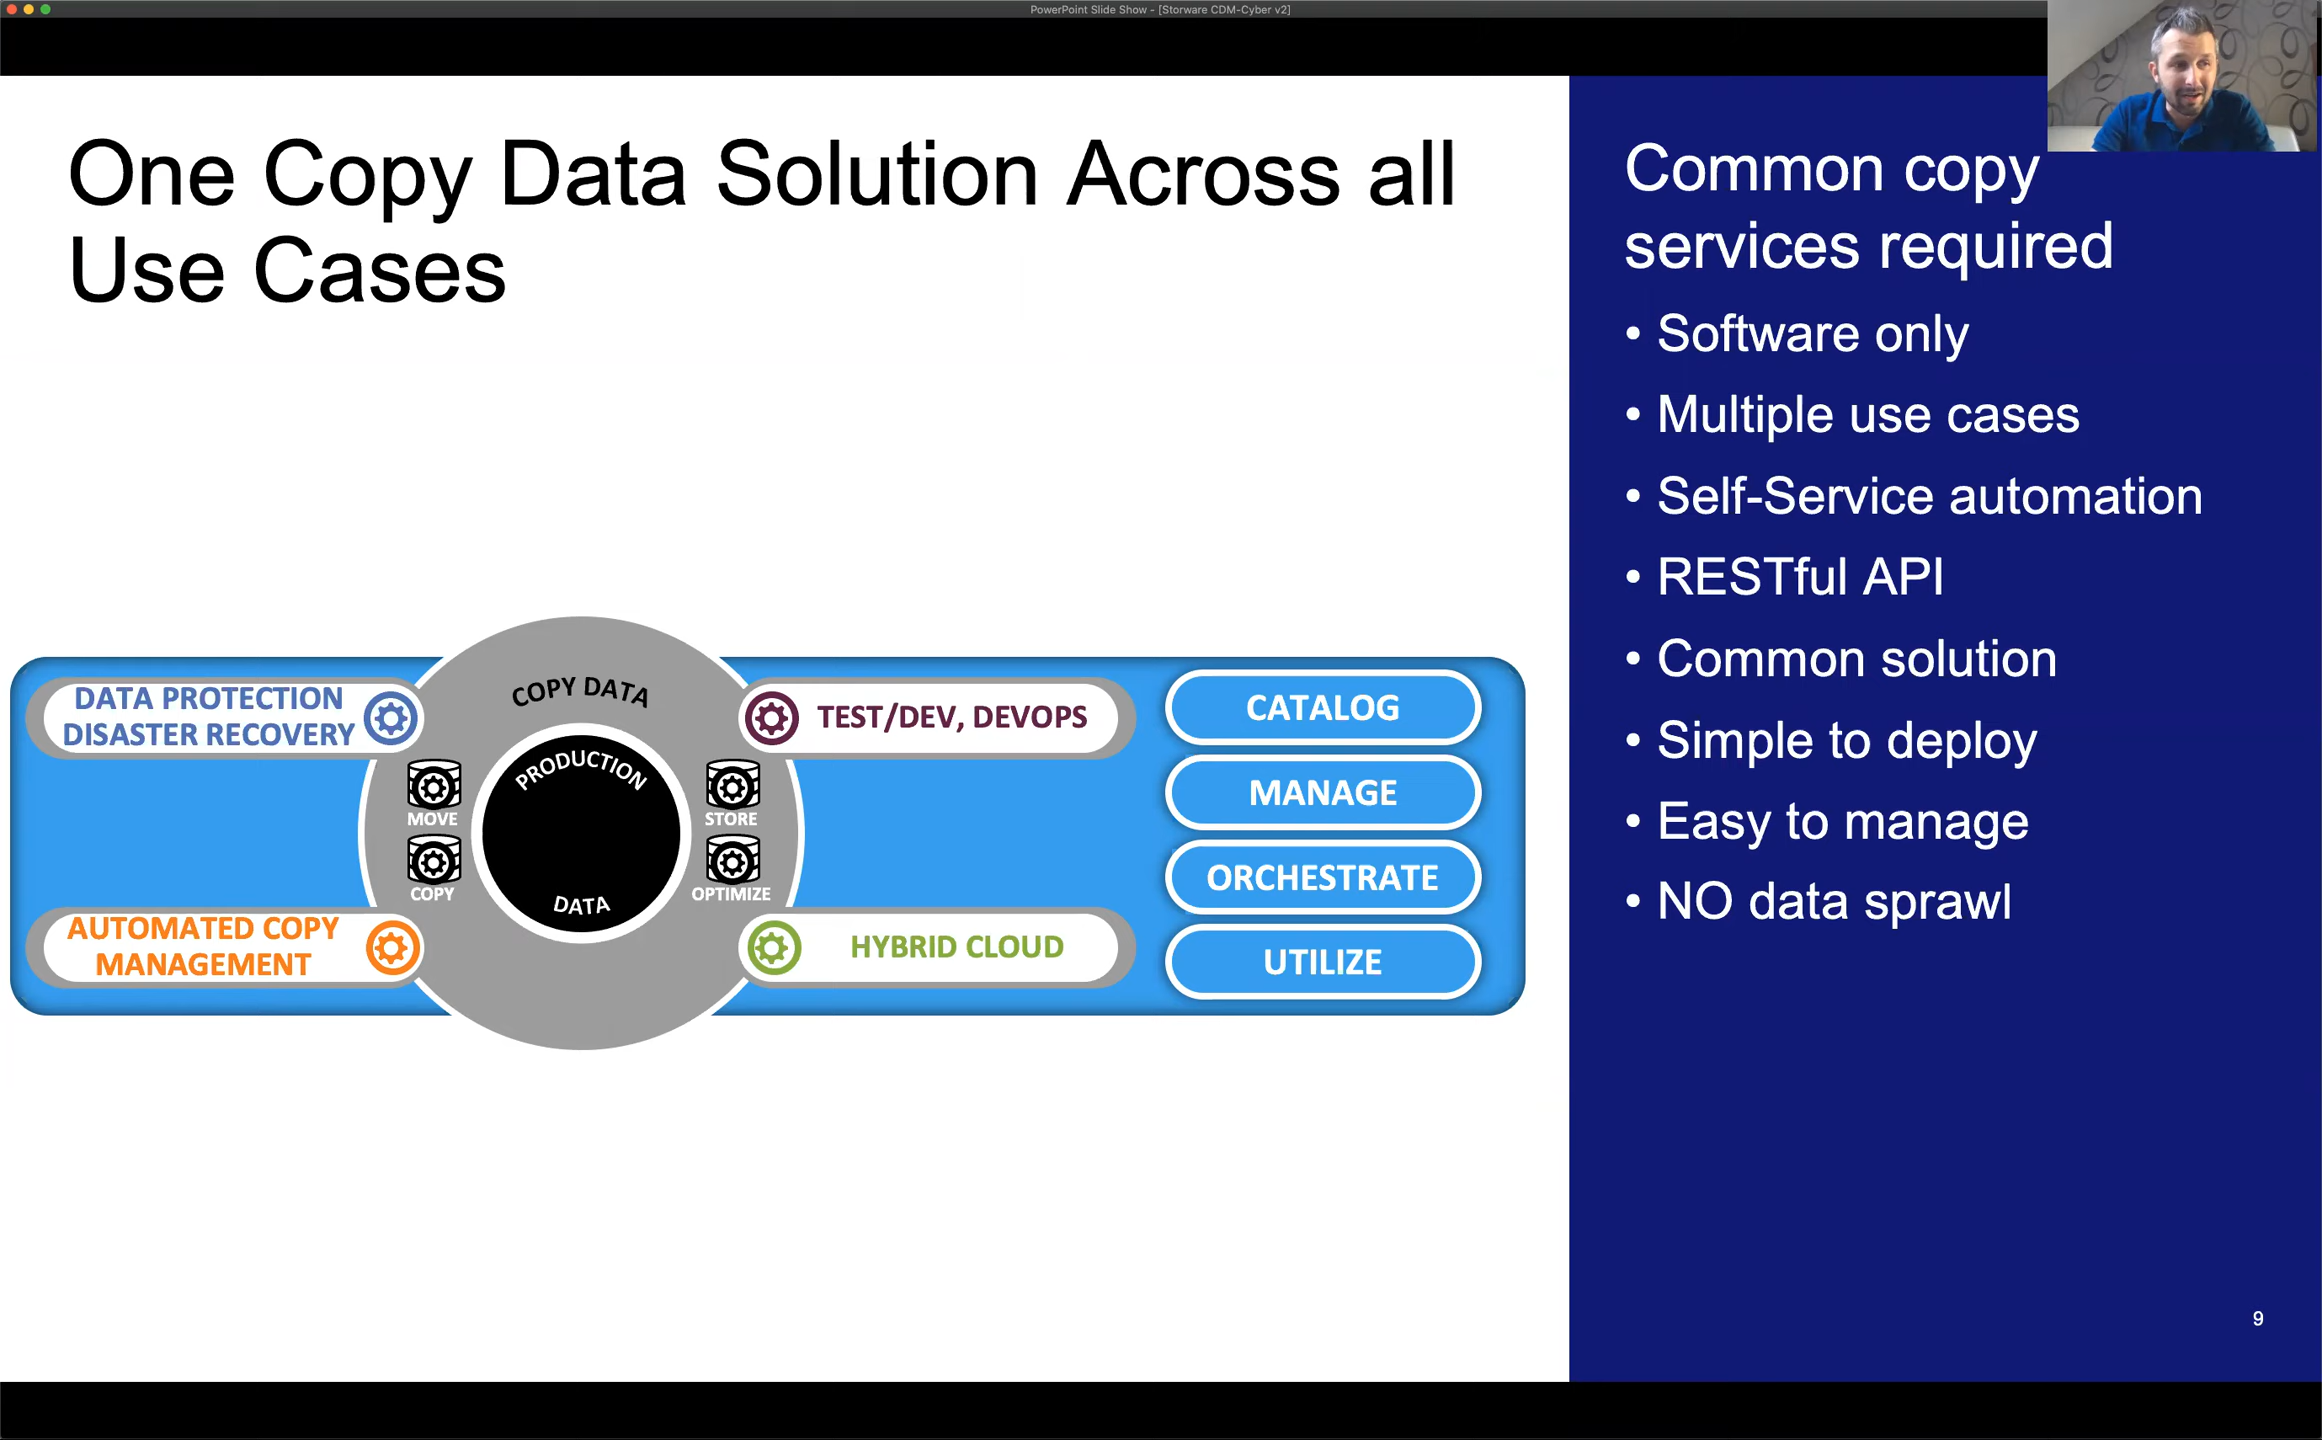 PowerPoint Slide Show - [Storware CDM-Cyber v2]
One Copy Data Solution Across all
Use Cases
DATA PROTECTION
DISASTER RECOVERY
COPY DATA
TEST/DEV, DEVOPS
PRODUCTION
DATA
MOVE
STORE
COPY
OPTIMIZE
AUTOMATED COPY
MANAGEMENT
HYBRID CLOUD
CATALOG
MANAGE
ORCHESTRATE
UTILIZE
Common copy
services required
• Software only
• Multiple use cases
• Self-Service automation
• RESTful API
• Common solution
• Simple to deploy
• Easy to manage
• NO data sprawl
9